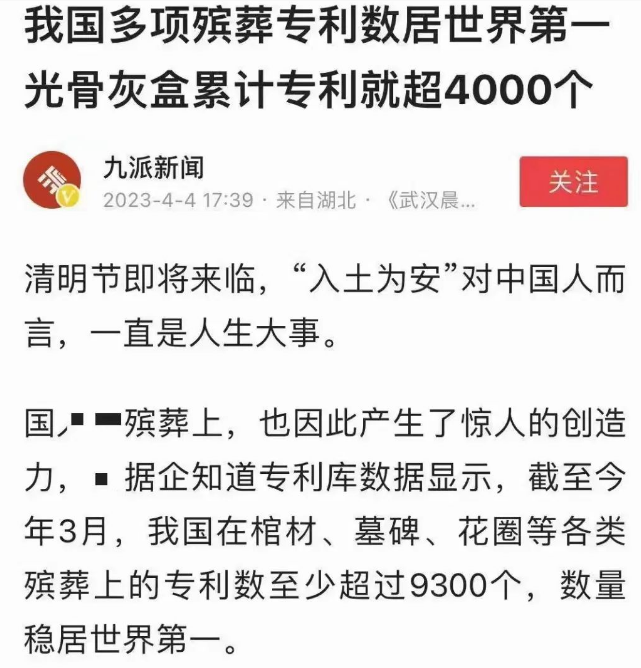 我国多项殡葬专利数居世界第一
光骨灰盒累计专利就超4000个
九派新闻
2023-4-4 17:39 · 来自湖北 · 《武汉晨...
关注
清明节即将来临，“入土为安”对中国人而
言，一直是人生大事。
国 殡葬上，也因此产生了惊人的创造
力， 据企知道专利库数据显示，截至今
年3月，我国在棺材、墓碑、花圈等各类
殡葬上的专利数至少超过9300个，数量
稳居世界第一。